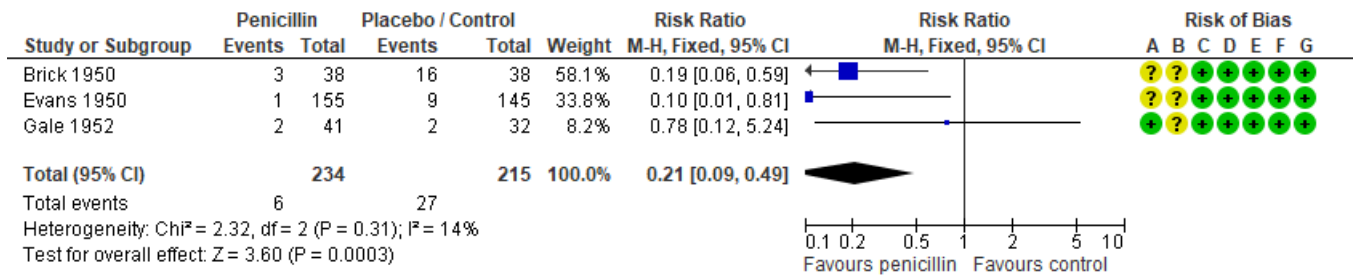 Penicillin Placebo / Control Risk Ratio Risk Ratio Risk of Bias
Study or Subgroup Events Total Events Total Weight M-H, Fixed, 95% CI M-H, Fixed, 95% CI A B C D E F G
Brick 1950 3 38 16 38 58.1% 0.19 [0.06, 0.59] ? ? + + + + +
Evans 1950 1 155 9 145 33.8% 0.10 [0.01, 0.81] ? ? + + + + +
Gale 1952 2 41 2 32 8.2% 0.78 [0.12, 5.24] + ? + + + + +
Total (95% CI) 234 215 100.0% 0.21 [0.09, 0.49]
Total events 6 27
Heterogeneity: Chi² = 2.32, df = 2 (P = 0.31); I² = 14%
Test for overall effect: Z = 3.60 (P = 0.0003)
0.1 0.2 0.5 1 2 5 10
Favours penicillin Favours control